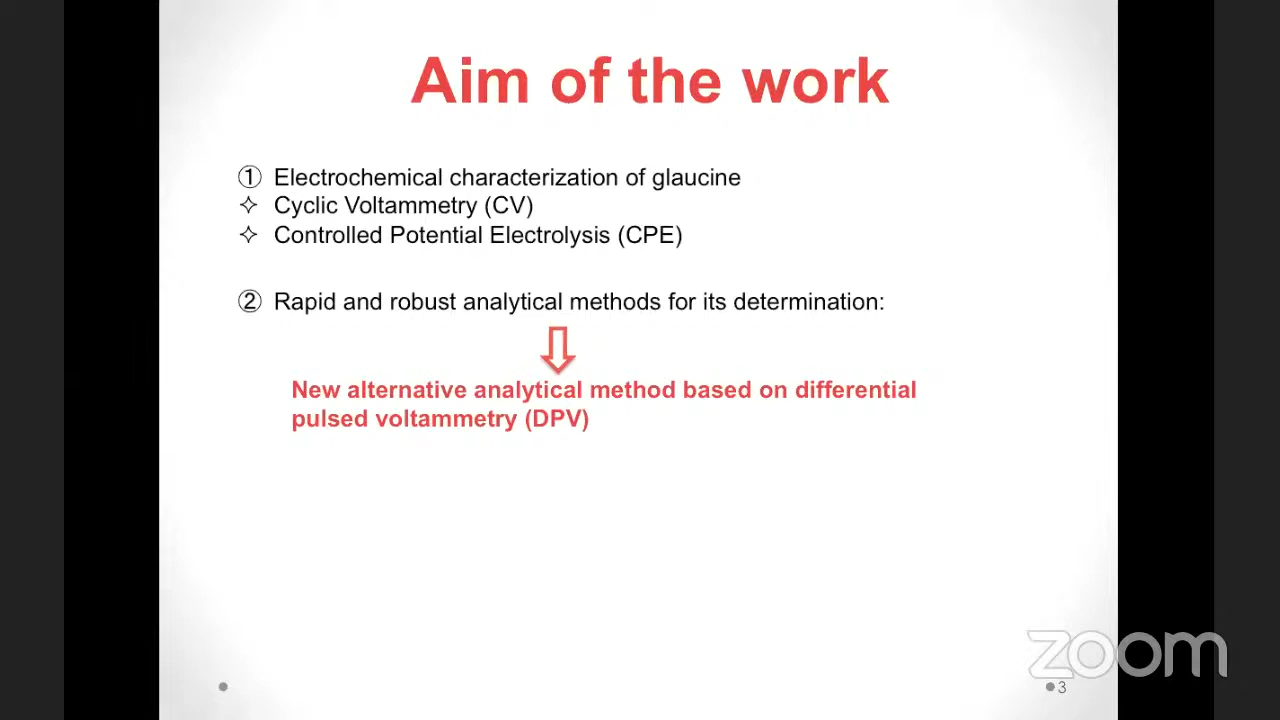 Aim of the work
① Electrochemical characterization of glaucine
✧ Cyclic Voltammetry (CV)
✧ Controlled Potential Electrolysis (CPE)
② Rapid and robust analytical methods for its determination:
New alternative analytical method based on differential
pulsed voltammetry (DPV)
zoom
3